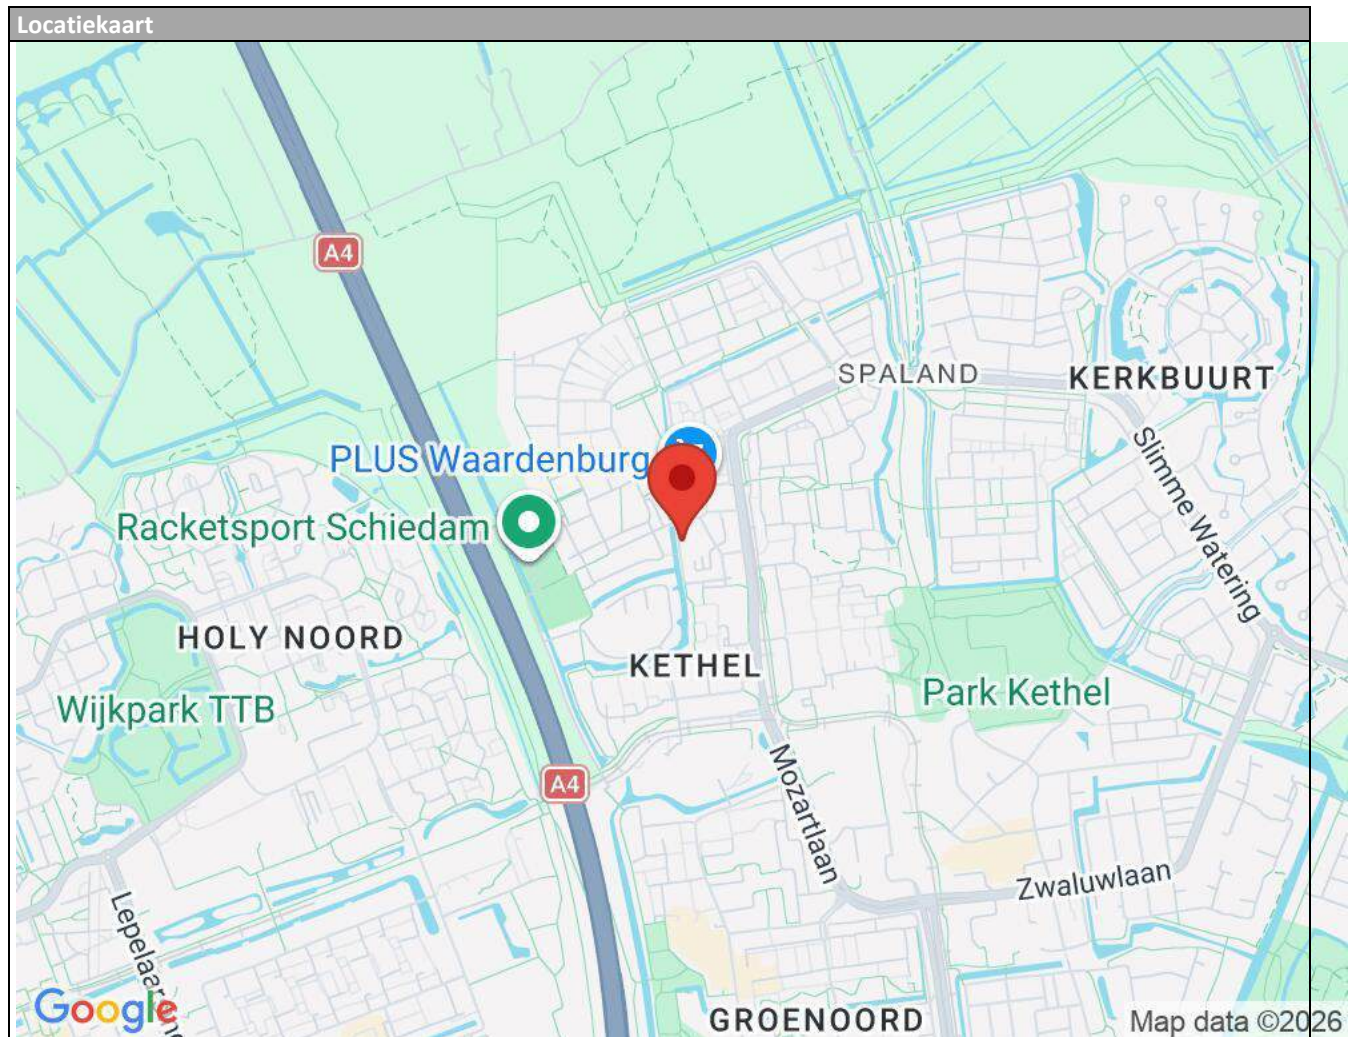 Locatiekaart
A4
SPALAND
KERKBUURT
PLUS Waardenburg
Slimme Watering
Racketsport Schiedam
HOLY NOORD
KETHEL
Park Kethel
Wijkpark TTB
A4
Mozartlaan
Zwaluwlaan
Google
GROENOORD
Map data ©2026